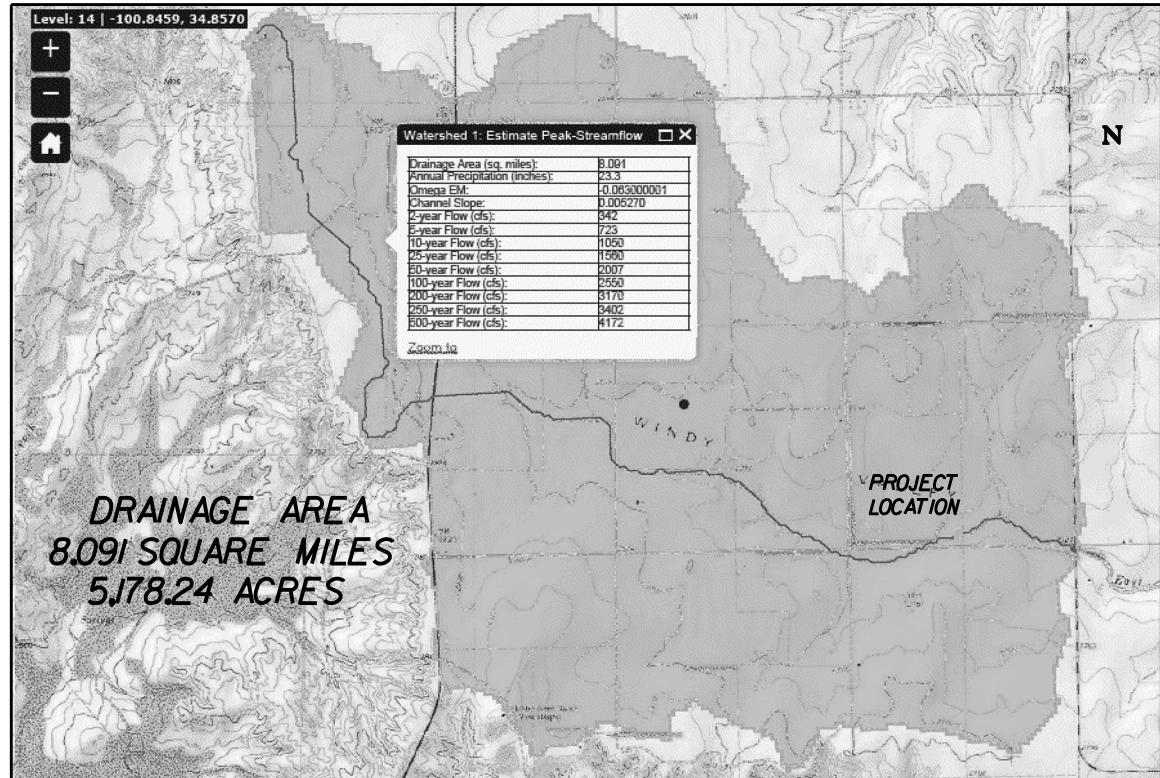 Level: 14 | -100.8459, 34.8570
+
−
N
Watershed 1: Estimate Peak-Streamflow
Drainage Area (sq. miles): 8.091
Annual Precipitation (inches): 23.3
Omega EM: -0.063000001
Channel Slope: 0.005270
2-year Flow (cfs): 342
5-year Flow (cfs): 723
10-year Flow (cfs): 1050
25-year Flow (cfs): 1560
50-year Flow (cfs): 2007
100-year Flow (cfs): 2550
200-year Flow (cfs): 3170
250-year Flow (cfs): 3402
500-year Flow (cfs): 4172
Zoom to
WINDY
PROJECT
LOCATION
DRAINAGE AREA
8.091 SQUARE MILES
5,178.24 ACRES
East